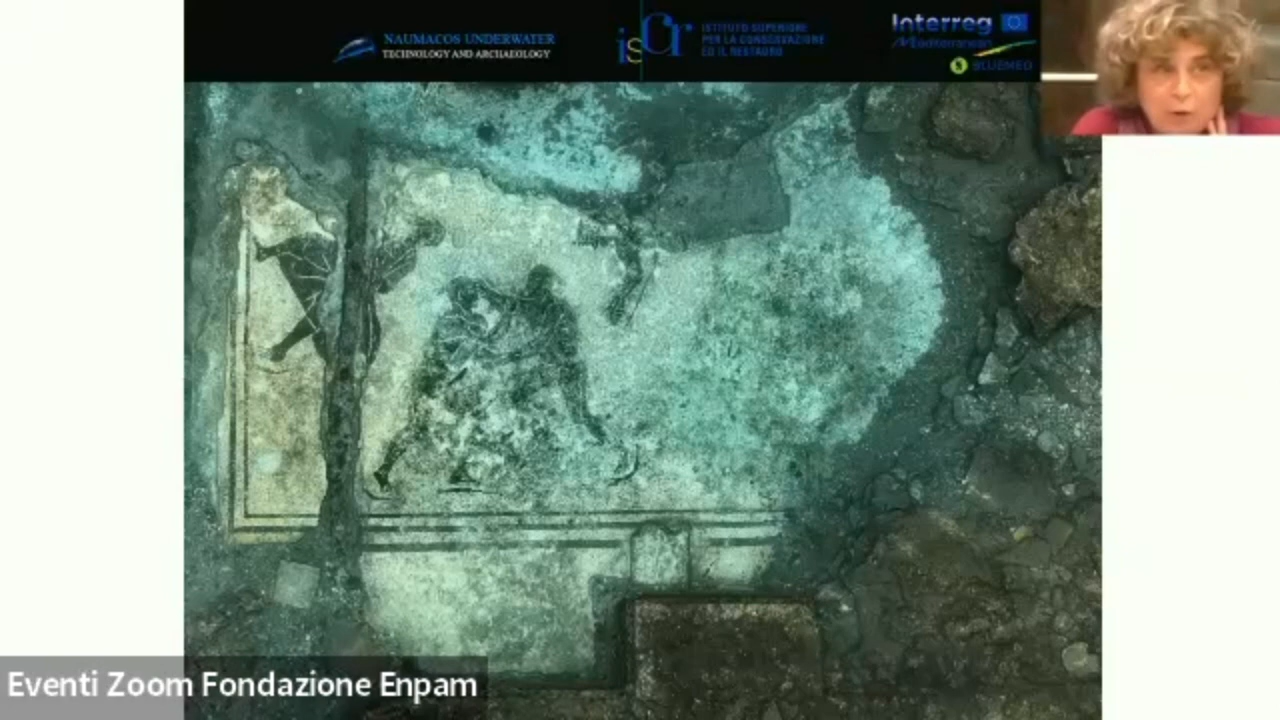 NAUMACOS UNDERWATER
TECHNOLOGY AND ARCHAEOLOGY
isCr
ISTITUTO SUPERIORE
PER LA CONSERVAZIONE
ED IL RESTAURO
Interreg
Mediterranean
BLUEMED
Eventi Zoom Fondazione Enpam